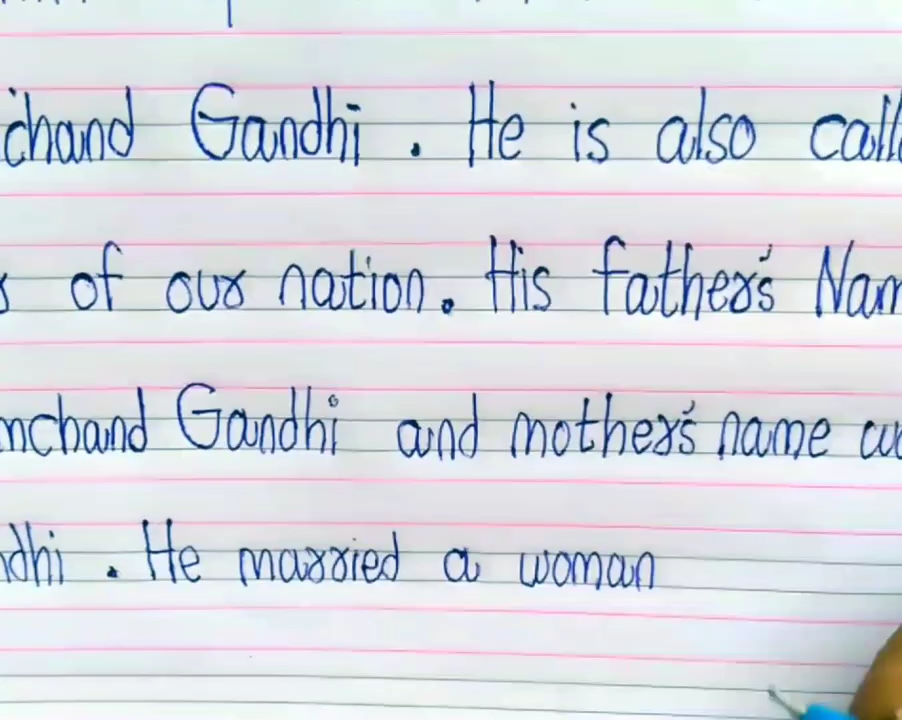 chand Gandhi . He is also call
of our nation. His father's Nam
mchand Gandhi and mother's name
dhi . He married a woman